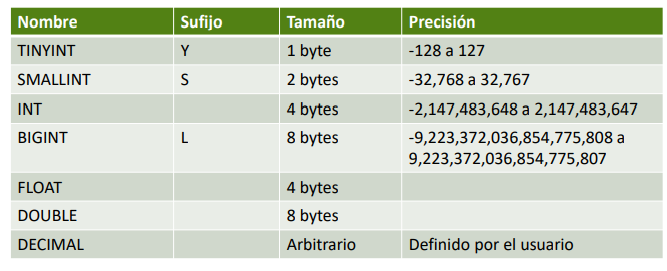 Nombre Sufijo Tamaño Precisión
TINYINT Y 1 byte -128 a 127
SMALLINT S 2 bytes -32,768 a 32,767
INT 4 bytes -2,147,483,648 a 2,147,483,647
BIGINT L 8 bytes -9,223,372,036,854,775,808 a
9,223,372,036,854,775,807
FLOAT 4 bytes
DOUBLE 8 bytes
DECIMAL Arbitrario Definido por el usuario